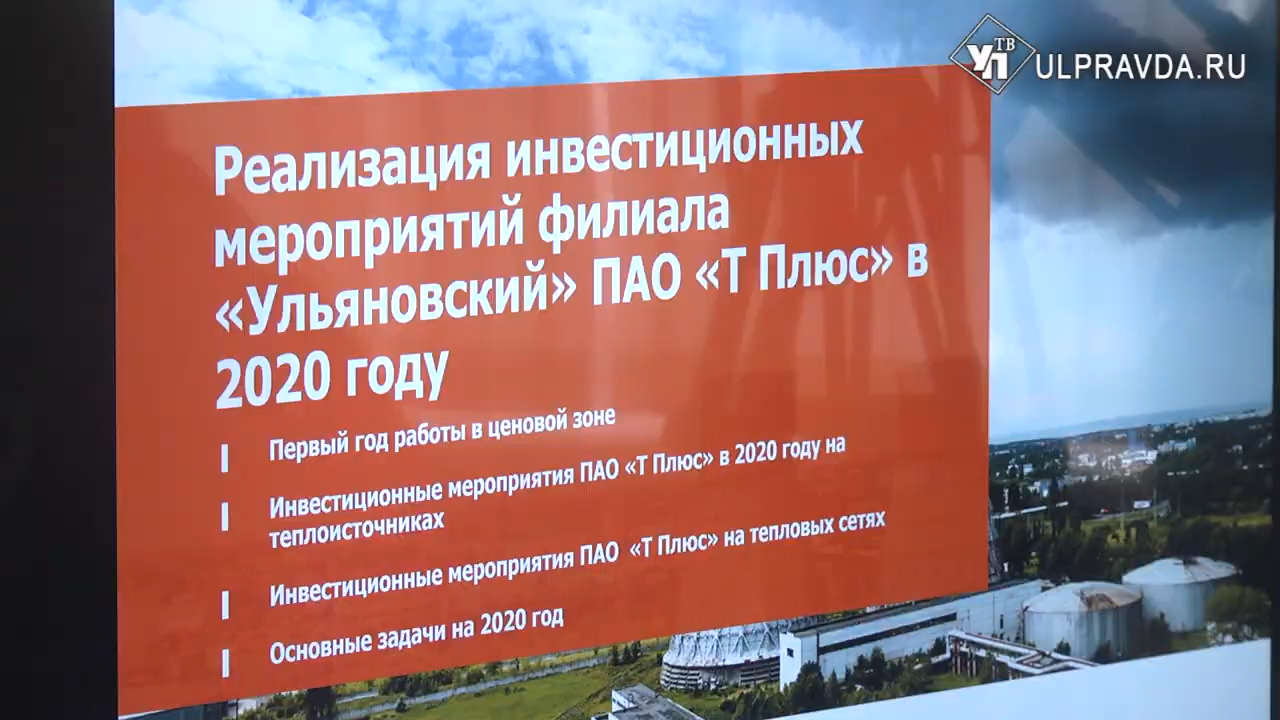 УП ТВ ULPRAVDA.RU
Реализация инвестиционных
мероприятий филиала
«Ульяновский» ПАО «Т Плюс» в
2020 году
Первый год работы в ценовой зоне
Инвестиционные мероприятия ПАО «Т Плюс» в 2020 году на
теплоисточниках
Инвестиционные мероприятия ПАО «Т Плюс» на тепловых сетях
Основные задачи на 2020 год